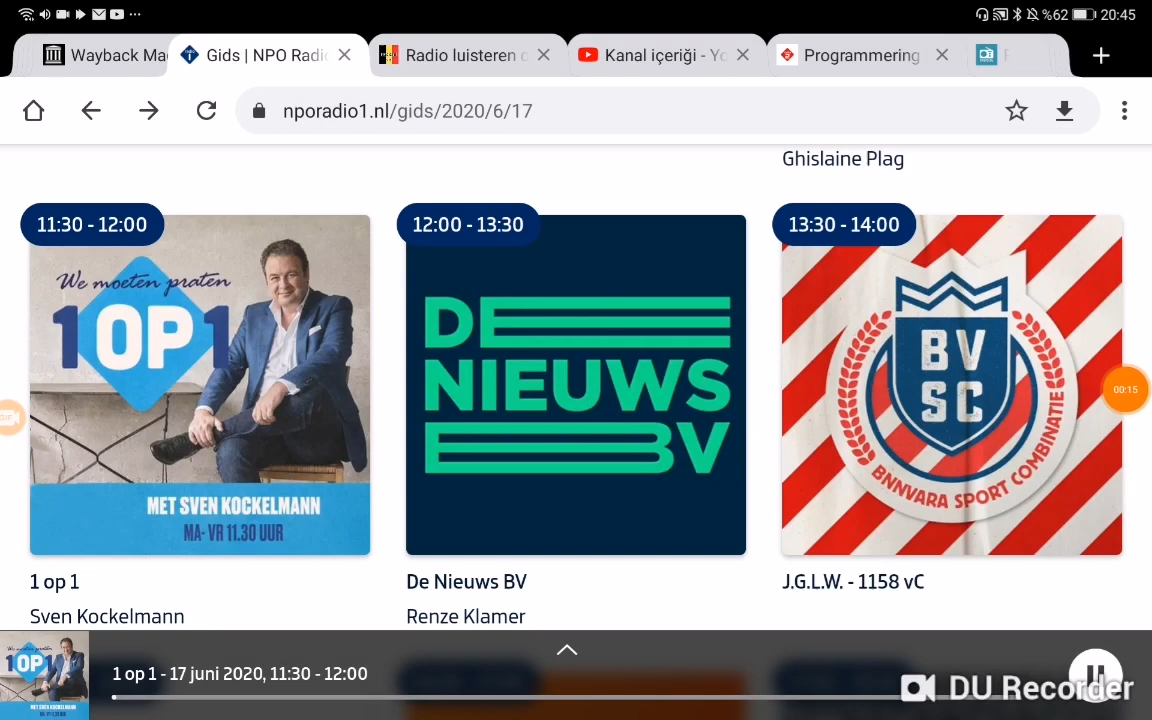 %62 20:45
Wayback Ma
Gids | NPO Radi
Radio luisteren o
Kanal içeriği - Yo
Programmering
nporadio1.nl/gids/2020/6/17
Ghislaine Plag
11:30 - 12:00
12:00 - 13:30
13:30 - 14:00
We moeten praten
1 OP 1
MET SVEN KOCKELMANN
MA- VR 11.30 UUR
DE
NIEUWS
BV
BV
SC
BNNVARA SPORT COMBINATIE
00:15
GIF
1 op 1
De Nieuws BV
J.G.L.W. - 1158 vC
Sven Kockelmann
Renze Klamer
1 op 1 - 17 juni 2020, 11:30 - 12:00
DU Recorder